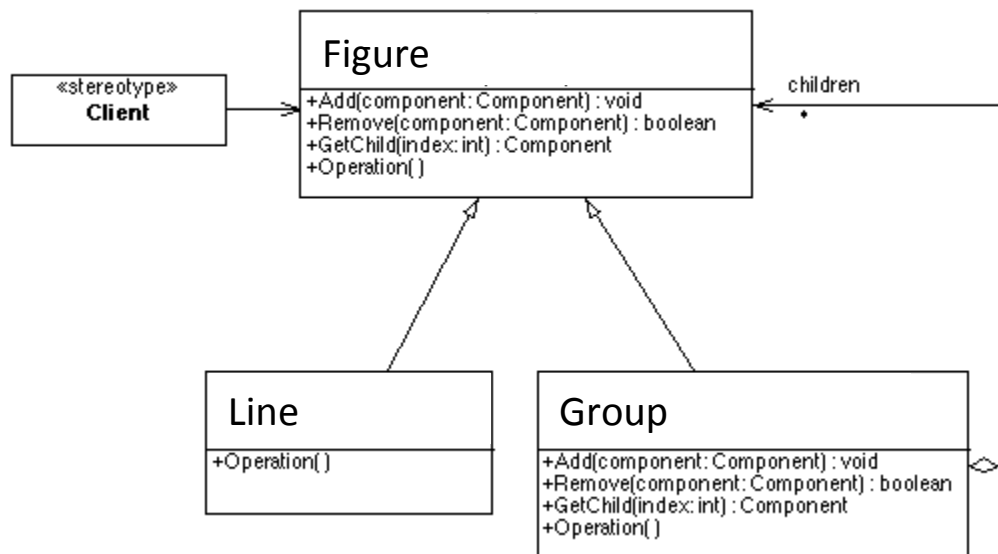 Figure
+Add(component: Component) : void
+Remove(component: Component) : boolean
+GetChild(index: int) : Component
+Operation( )
«stereotype»
Client
children
*
Line
+Operation( )
Group
+Add(component: Component) : void
+Remove(component: Component) : boolean
+GetChild(index: int) : Component
+Operation( )